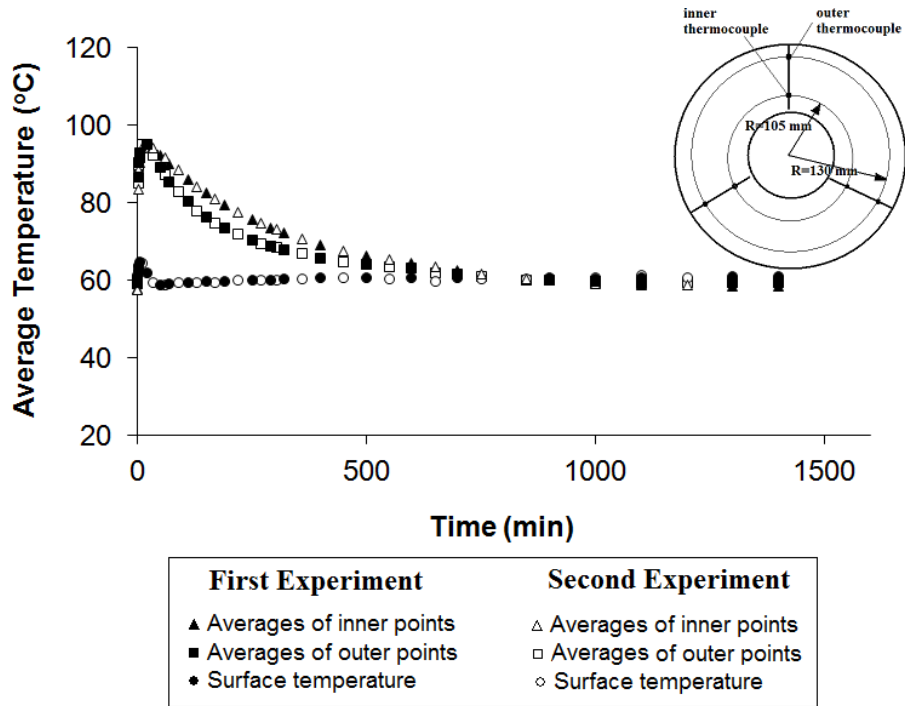 inner
thermocouple
outer
thermocouple
R=105 mm
R=130 mm
Average Temperature (oC)
120
100
80
60
40
20
0
500
1000
1500
Time (min)
First Experiment
Averages of inner points
Averages of outer points
Surface temperature
Second Experiment
Averages of inner points
Averages of outer points
Surface temperature